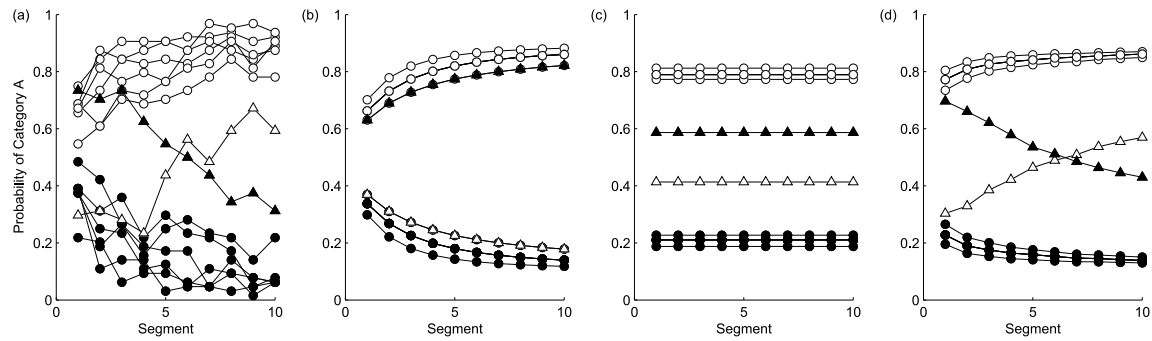 (a) (b) (c) (d)
Probability of Category A
1 1 1 1
0.8 0.8 0.8 0.8
0.6 0.6 0.6 0.6
0.4 0.4 0.4 0.4
0.2 0.2 0.2 0.2
0 0 0 0
0 5 10 0 5 10 0 5 10 0 5 10
Segment Segment Segment Segment